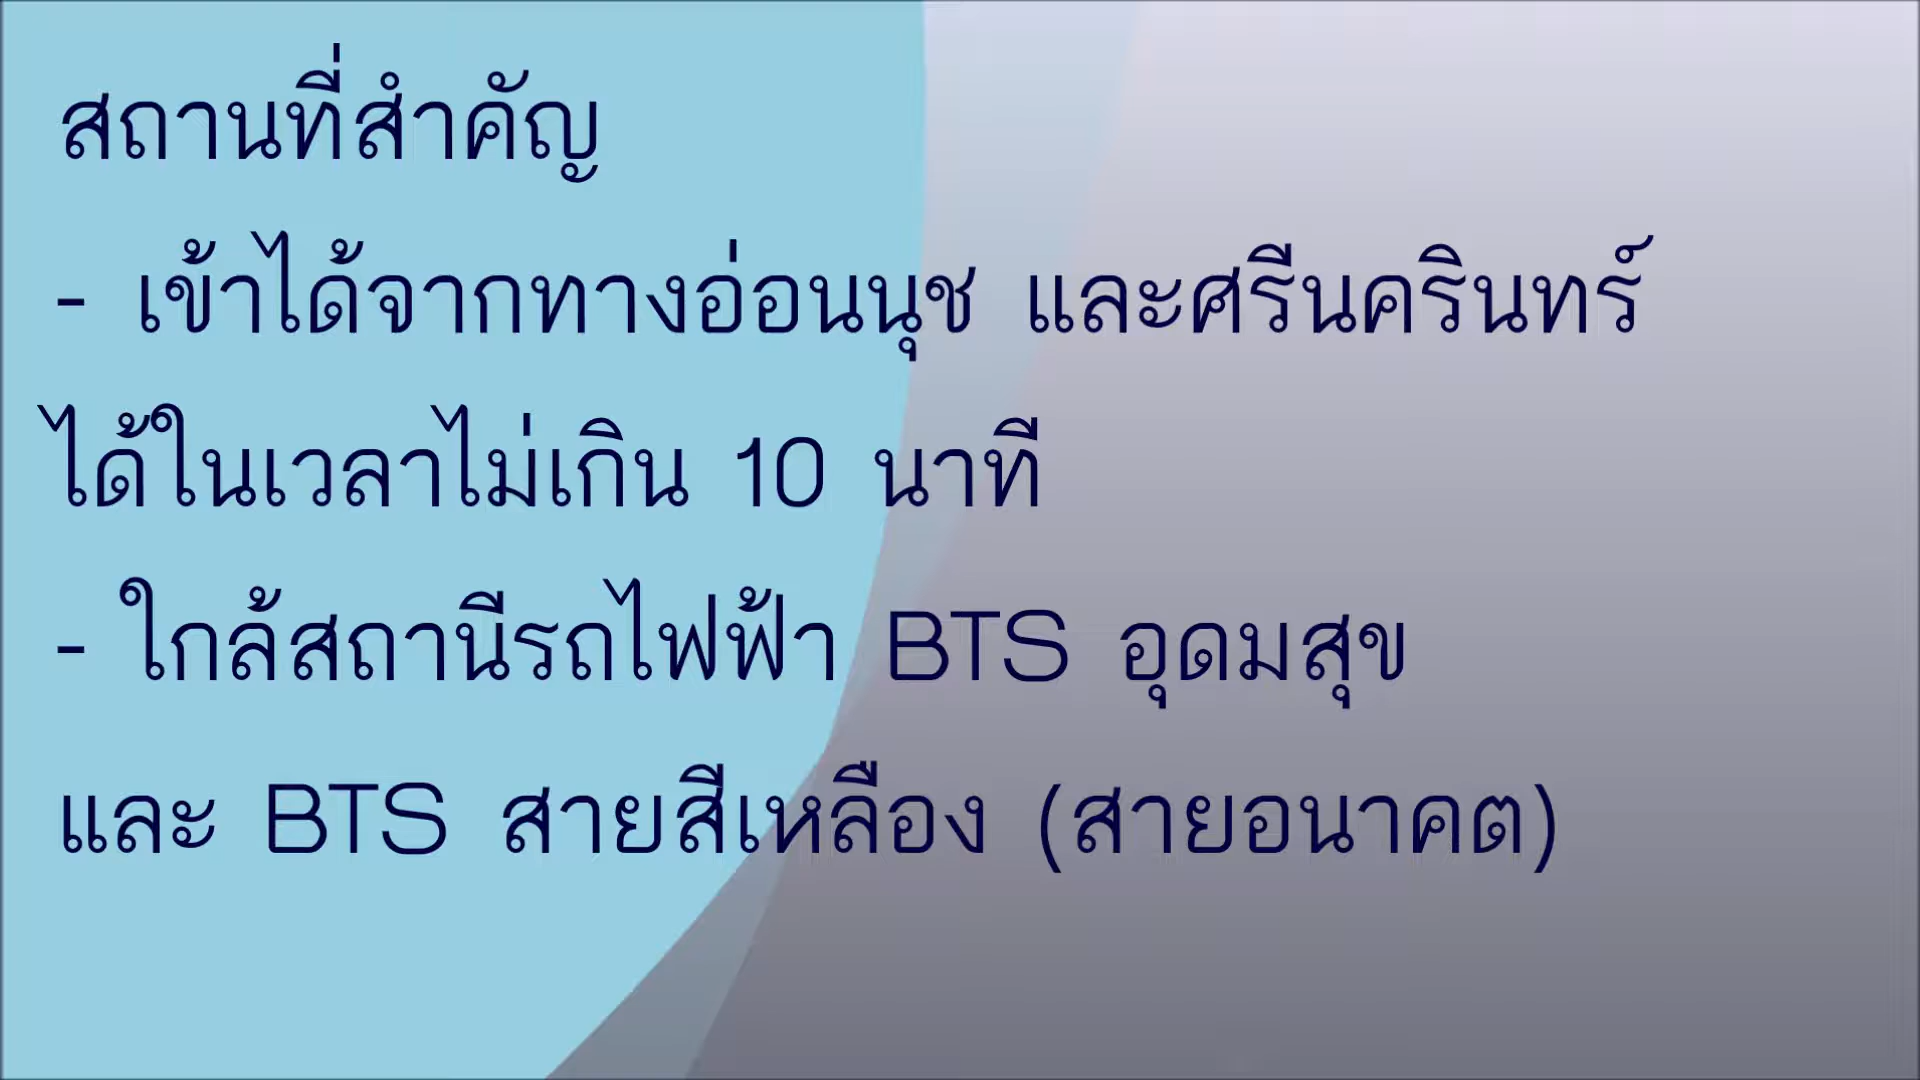 สถานที่สำคัญ
- เข้าได้จากทางอ่อนนุช และศรีนครินทร์
ได้ในเวลาไม่เกิน 10 นาที
- ใกล้สถานีรถไฟฟ้า BTS อุดมสุข
และ BTS สายสีเหลือง (สายอนาคต)